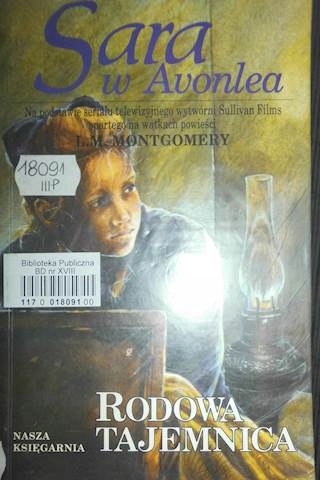 Sara
w Avonlea
Na podstawie serialu telewizyjnego wytwórni Sullivan Films
opartego na wątkach powieści
L.M. MONTGOMERY
18091
III P
Biblioteka Publiczna
BD nr XVIII
117 0 018091 00
RODOWA
TAJEMNICA
NASZA
KSIĘGARNIA